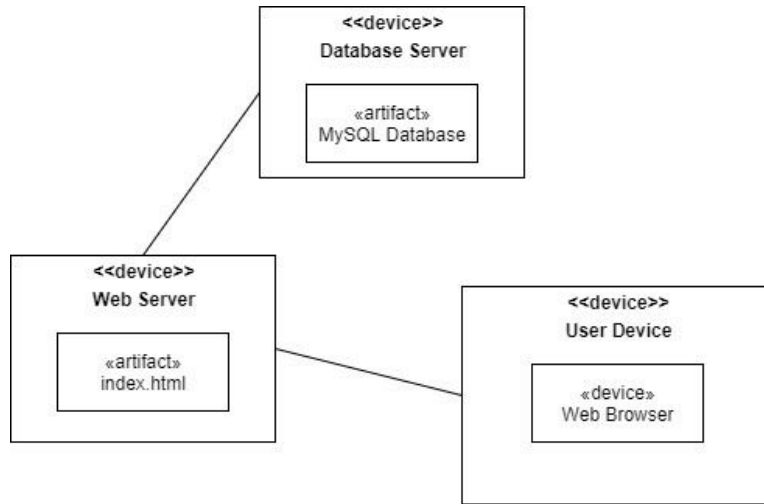 <<device>>
Database Server
«artifact»
MySQL Database
<<device>>
Web Server
«artifact»
index.html
<<device>>
User Device
«device»
Web Browser